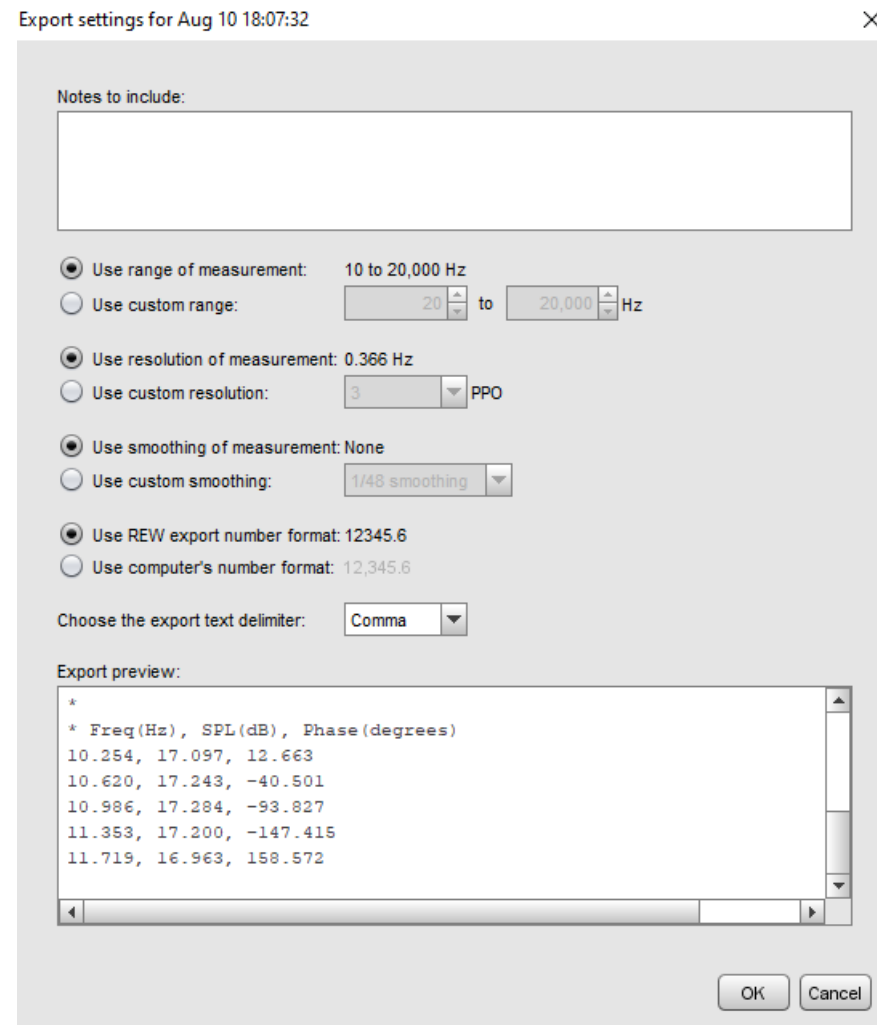 Export settings for Aug 10 18:07:32
Notes to include:
Use range of measurement: 10 to 20,000 Hz
Use custom range: 20 to 20,000 Hz
Use resolution of measurement: 0.366 Hz
Use custom resolution: 3 PPO
Use smoothing of measurement: None
Use custom smoothing: 1/48 smoothing
Use REW export number format: 12345.6
Use computer's number format: 12,345.6
Choose the export text delimiter: Comma
Export preview:
*
* Freq(Hz), SPL(dB), Phase(degrees)
10.254, 17.097, 12.663
10.620, 17.243, -40.501
10.986, 17.284, -93.827
11.353, 17.200, -147.415
11.719, 16.963, 158.572
OK Cancel